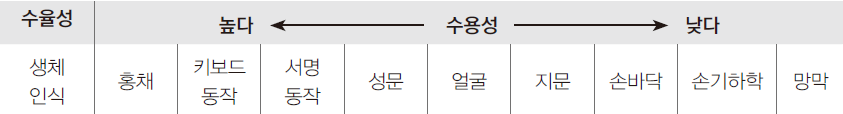 수율성 높다 수용성 낮다
생체 인식 홍채 키보드 동작 서명 동작 성문 얼굴 지문 손바닥 손기하학 망막